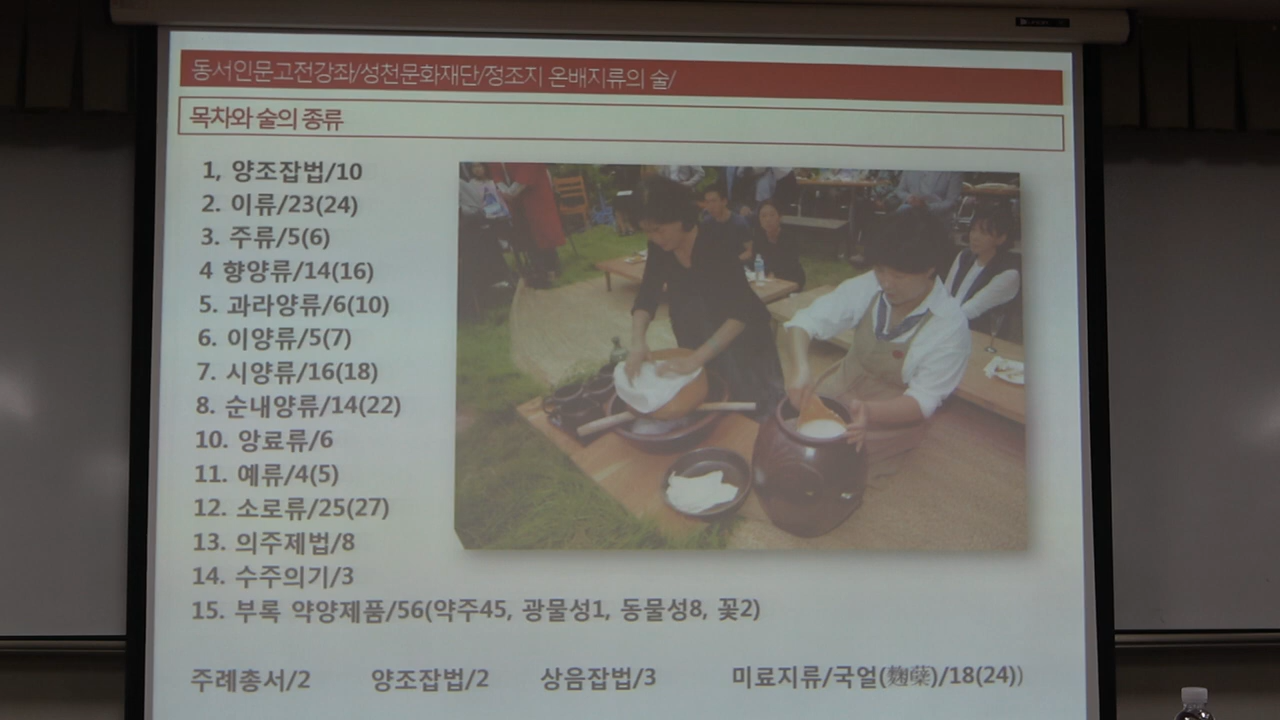 동서인문고전강좌/성천문화재단/정조지 온배지류의 술/
목차와 술의 종류
1, 양조잡법/10
2. 이류/23(24)
3. 주류/5(6)
4 향양류/14(16)
5. 과라양류/6(10)
6. 이양류/5(7)
7. 시양류/16(18)
8. 순내양류/14(22)
10. 앙료류/6
11. 예류/4(5)
12. 소로류/25(27)
13. 의주제법/8
14. 수주의기/3
15. 부록 약양제품/56(약주45, 광물성1, 동물성8, 꽃2)
주례총서/2 양조잡법/2 상음잡법/3 미료지류/국얼(麴蘖)/18(24))